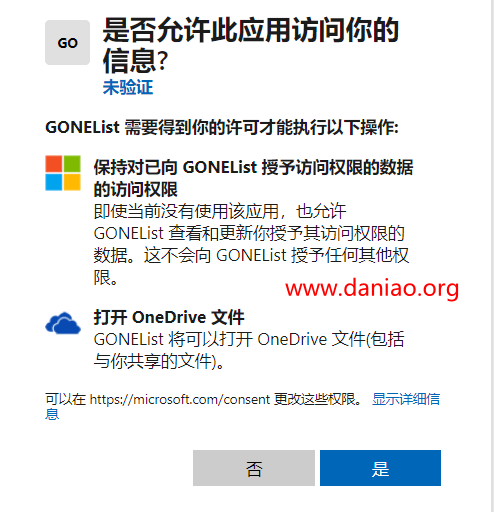 GO
是否允许此应用访问你的
信息?
未验证
GONEList 需要得到你的许可才能执行以下操作:
保持对已向 GONEList 授予访问权限的数据
的访问权限
即使当前没有使用该应用，也允许
GONEList 查看和更新你授予其访问权限的
数据。这不会向 GONEList 授予任何其他权
限。
www.daniao.org
打开 OneDrive 文件
GONEList 将可以打开 OneDrive 文件(包括
与你共享的文件)。
可以在 https://microsoft.com/consent 更改这些权限。 显示详细信
息
否
是